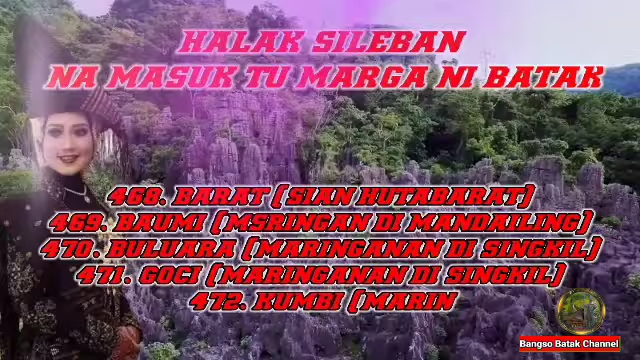 HALAK SILEBAN
NA MASUK TU MARGA NI BATAK
468. BARAT (SIAN HUTABARAT)
469. BAUMI (MSRINGAN DI MANDAILING)
470. BULUARA (MARINGANAN DI SINGKIL)
471. GOCI (MARINGANAN DI SINGKIL)
472. KUMBI (MARIN
Bangso Batak Channel